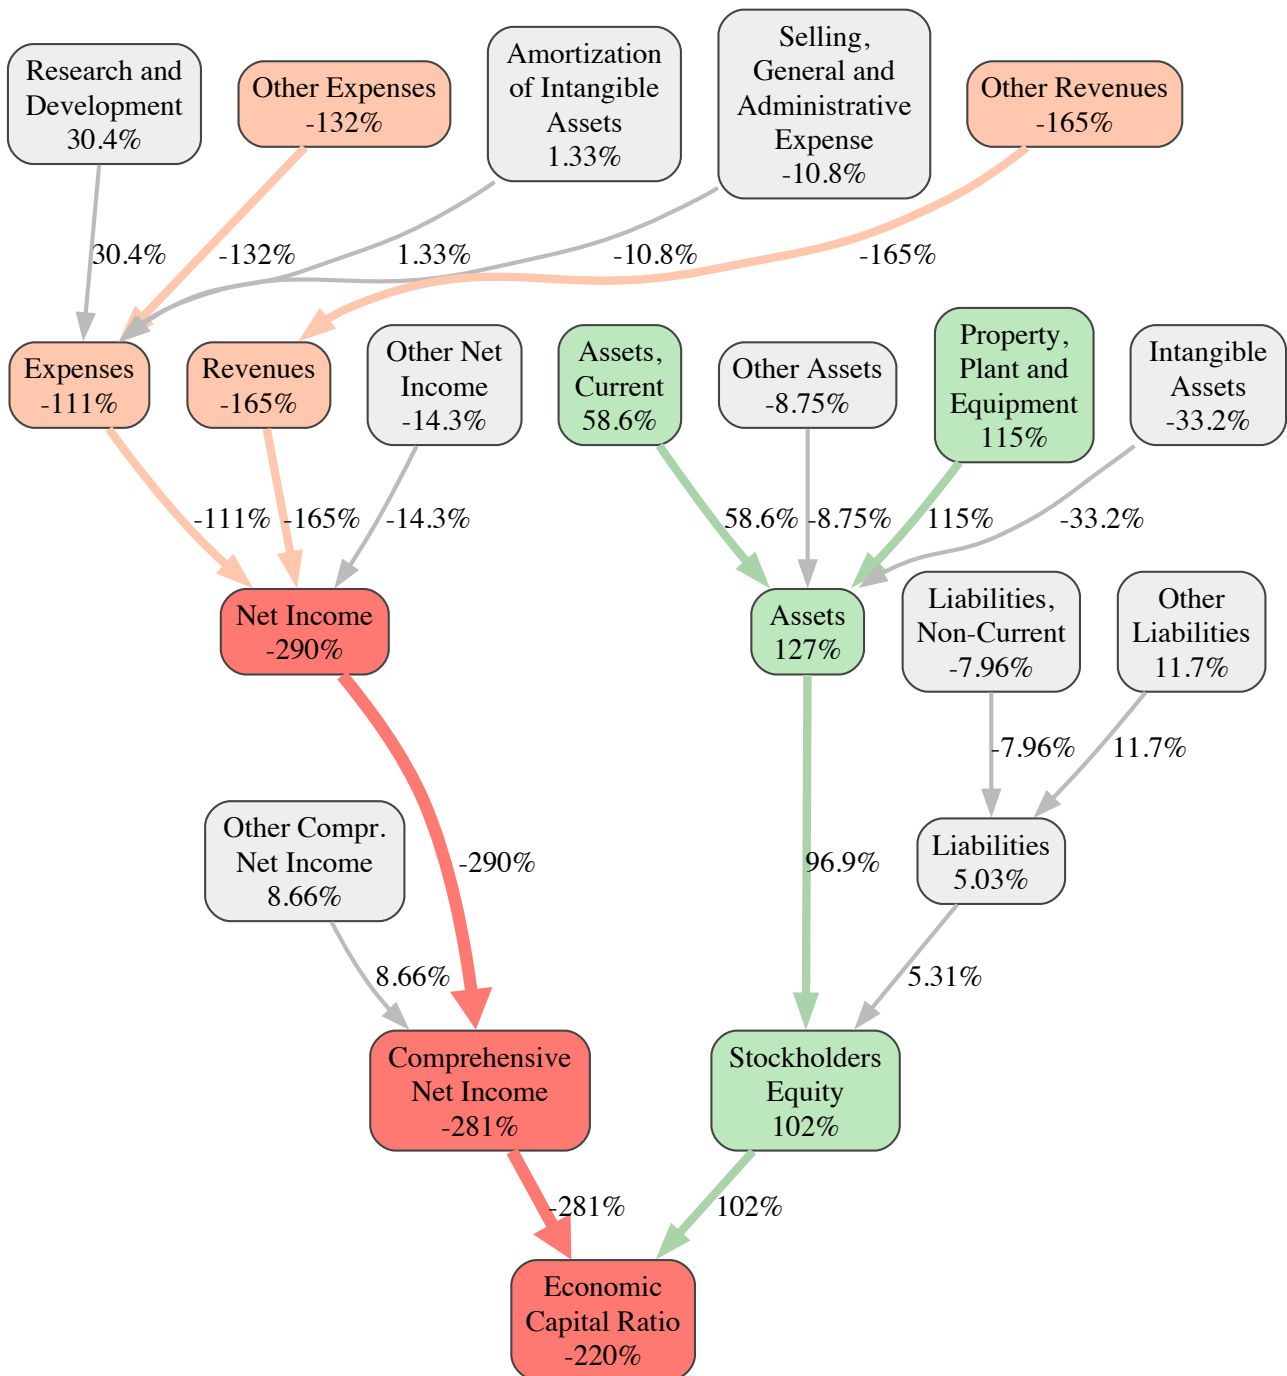 Research and
Development
30.4%
Other Expenses
-132%
Amortization
of Intangible
Assets
1.33%
Selling,
General and
Administrative
Expense
-10.8%
Other Revenues
-165%
30.4%
-132%
1.33%
-10.8%
-165%
Expenses
-111%
Revenues
-165%
Other Net
Income
-14.3%
Assets,
Current
58.6%
Other Assets
-8.75%
Property,
Plant and
Equipment
115%
Intangible
Assets
-33.2%
-111%
-165%
-14.3%
58.6%
-8.75%
115%
-33.2%
Net Income
-290%
Assets
127%
Liabilities,
Non-Current
-7.96%
Other
Liabilities
11.7%
-7.96%
11.7%
Other Compr.
Net Income
8.66%
-290%
96.9%
Liabilities
5.03%
8.66%
5.31%
Comprehensive
Net Income
-281%
Stockholders
Equity
102%
-281%
102%
Economic
Capital Ratio
-220%